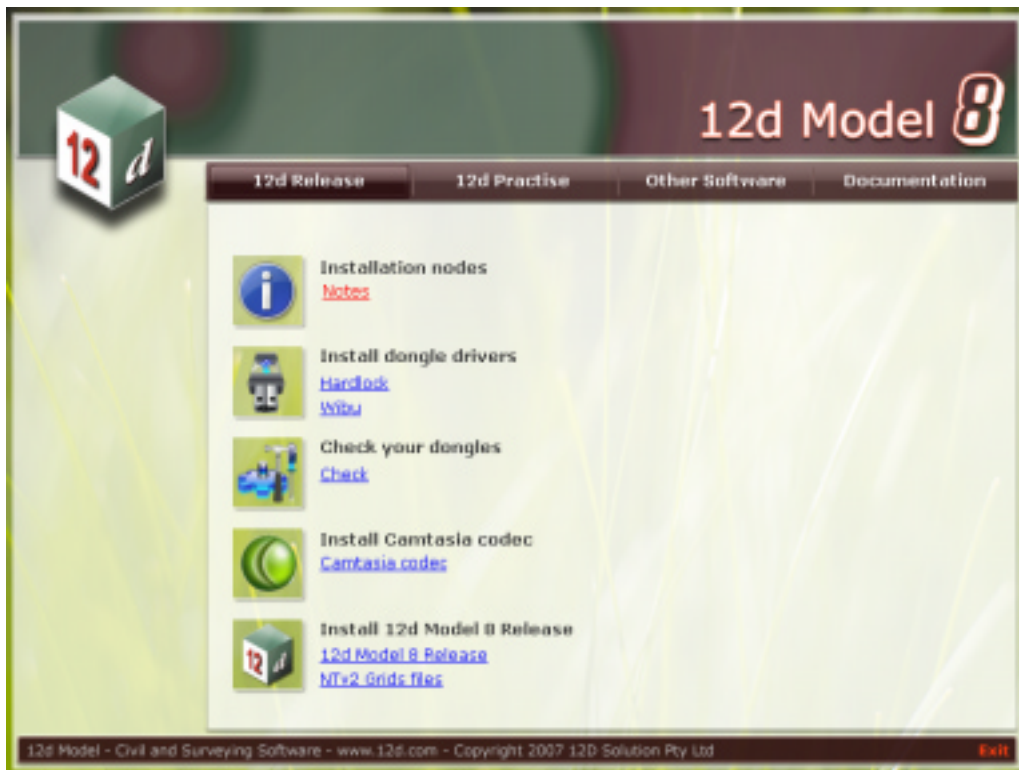 12d
12d Model 8
12d Release 12d Practise Other Software Documentation
Installation nodes
Notes
Install dongle drivers
Hardlock
Wibu
Check your dongles
Check
Install Camtasia codec
Camtasia codec
Install 12d Model 8 Release
12d
12d Model 8 Release
NTv2 Grids files
12d Model - Civil and Surveying Software - www.12d.com - Copyright 2007 12D Solution Pty Ltd Exit